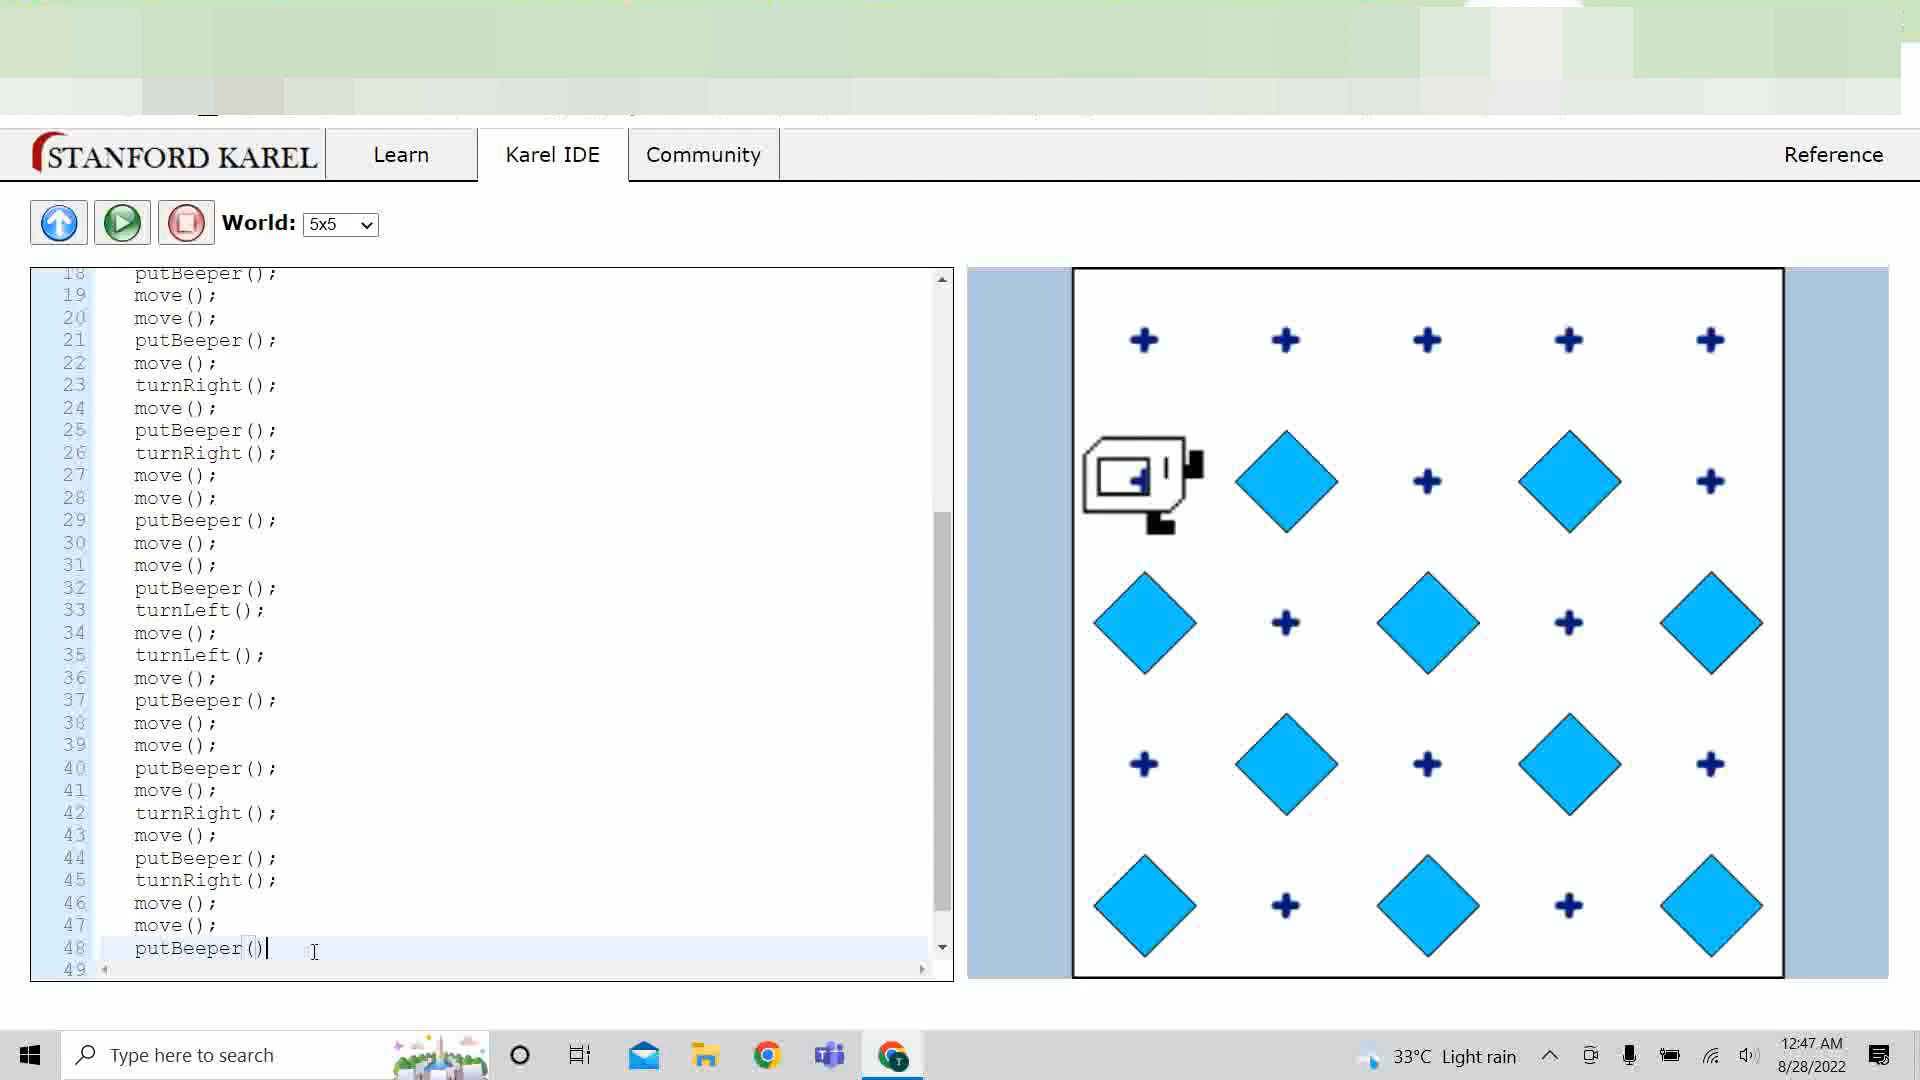 STANFORD KAREL
Learn
Karel IDE
Community
Reference
World: 5x5
18 putBeeper();
19 move();
20 move();
21 putBeeper();
22 move();
23 turnRight();
24 move();
25 putBeeper();
26 turnRight();
27 move();
28 move();
29 putBeeper();
30 move();
31 move();
32 putBeeper();
33 turnLeft();
34 move();
35 turnLeft();
36 move();
37 putBeeper();
38 move();
39 move();
40 putBeeper();
41 move();
42 turnRight();
43 move();
44 putBeeper();
45 turnRight();
46 move();
47 move();
48 putBeeper()
49
Type here to search
33°C Light rain
12:47 AM
8/28/2022